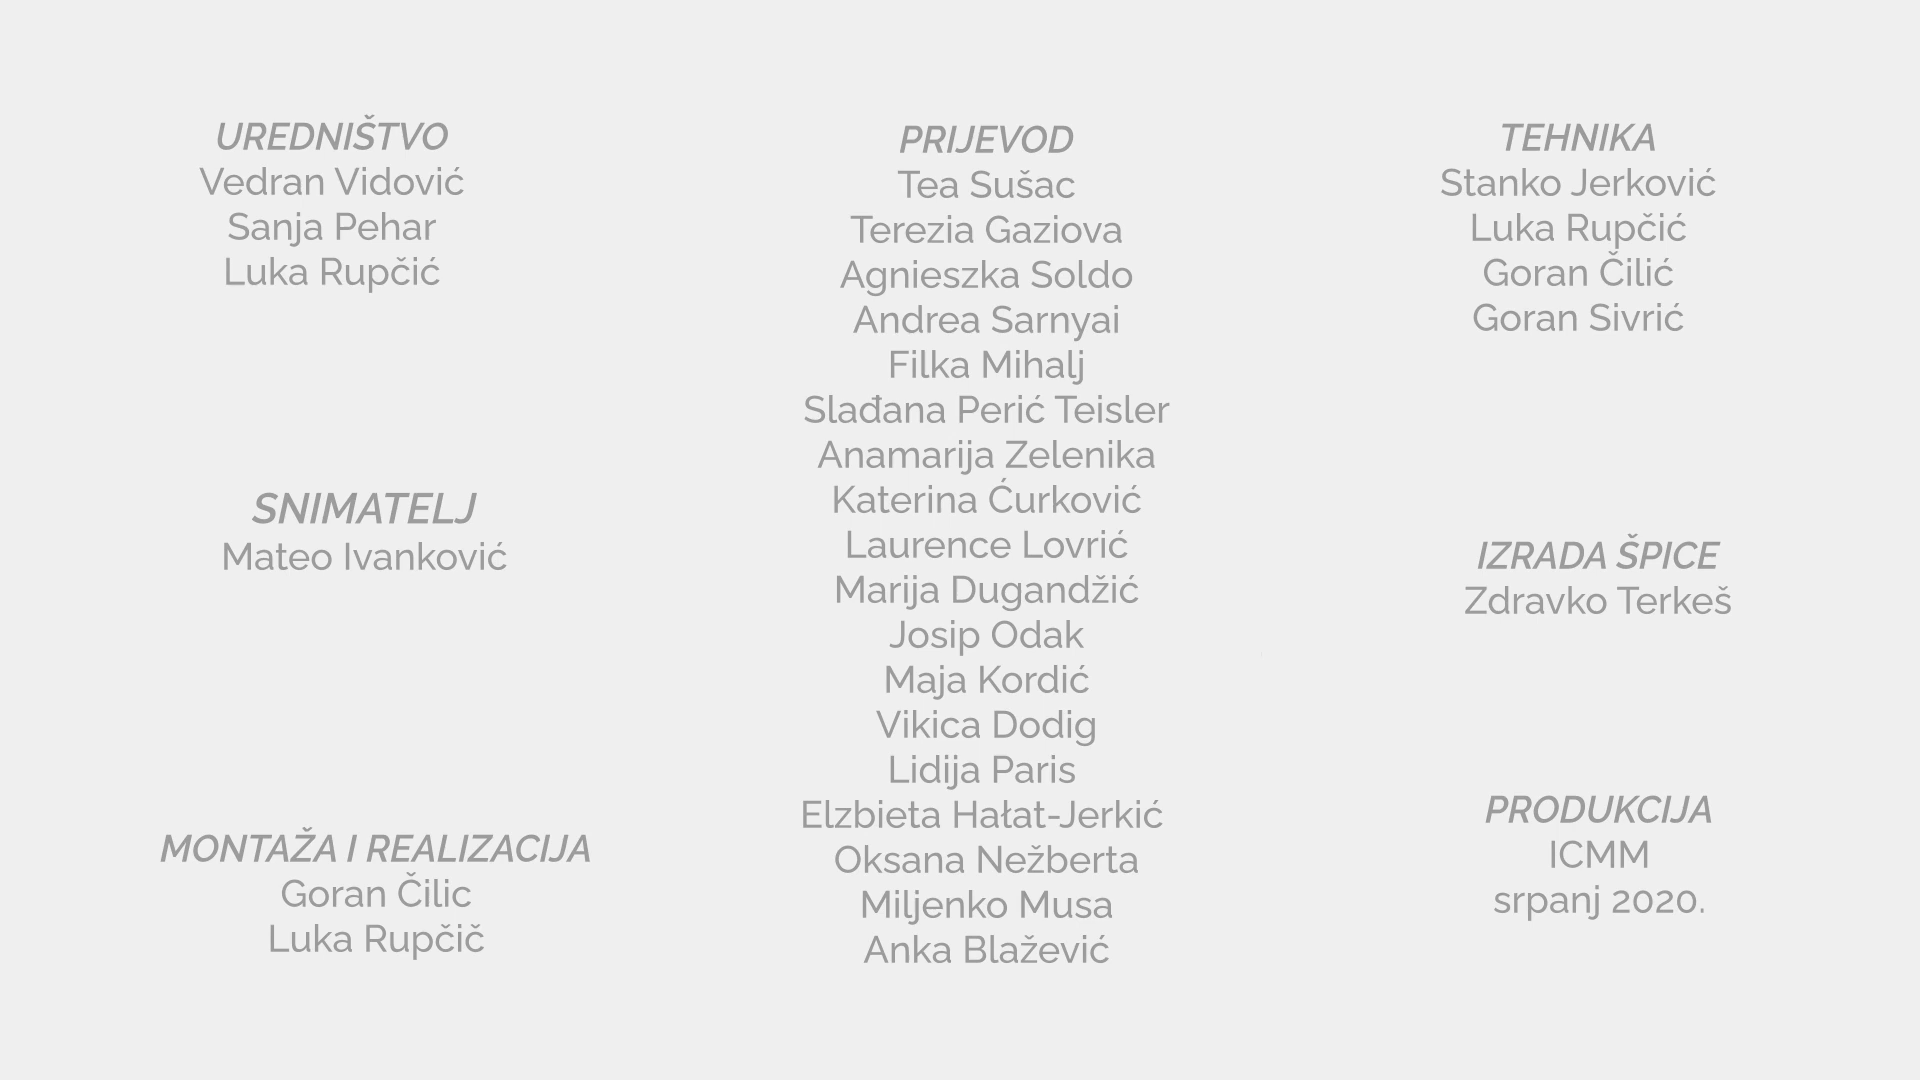 UREDNIŠTVO
Vedran Vidović
Sanja Pehar
Luka Rupčić
SNIMATELJ
Mateo Ivanković
MONTAŽA I REALIZACIJA
Goran Čilic
Luka Rupčič
PRIJEVOD
Tea Sušac
Terezia Gaziova
Agnieszka Soldo
Andrea Sarnyai
Filka Mihalj
Slađana Perić Teisler
Anamarija Zelenika
Katerina Ćurković
Laurence Lovrić
Marija Dugandžić
Josip Odak
Maja Kordić
Vikica Dodig
Lidija Paris
Elzbieta Hałat-Jerkić
Oksana Nežberta
Miljenko Musa
Anka Blažević
TEHNIKA
Stanko Jerković
Luka Rupčić
Goran Čilić
Goran Sivrić
IZRADA ŠPICE
Zdravko Terkeš
PRODUKCIJA
ICMM
srpanj 2020.